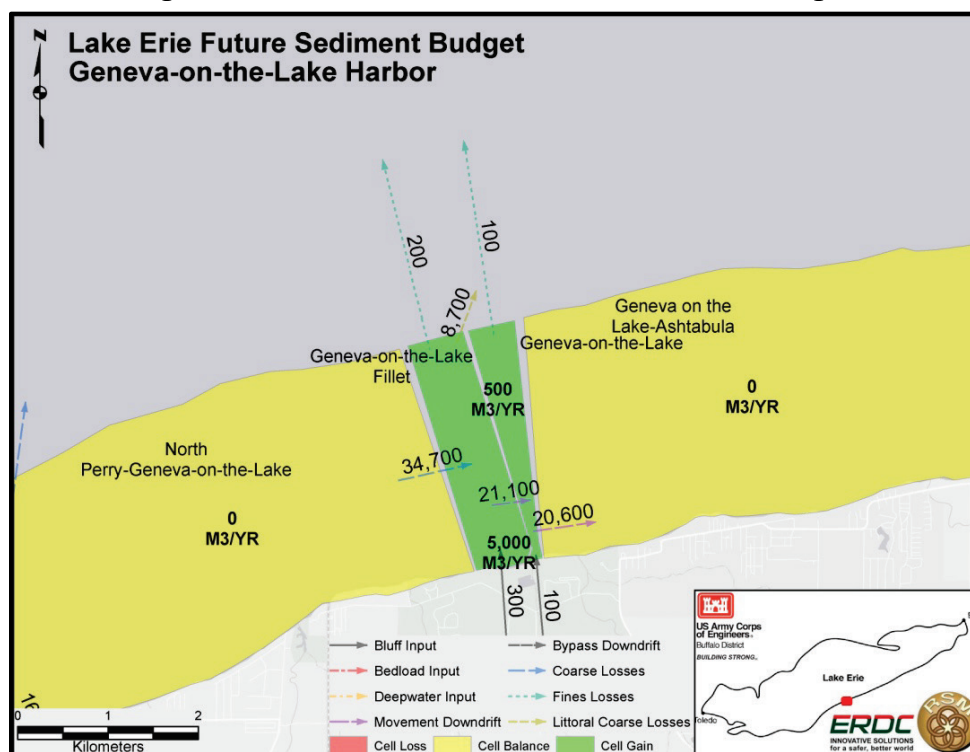 Lake Erie Future Sediment Budget
Geneva-on-the-Lake Harbor
N
200
100
8,700
Geneva on the
Lake-Ashtabula
Geneva-on-the-Lake
Geneva-on-the-Lake
Fillet
500
M3/YR
0
M3/YR
North
Perry-Geneva-on-the-Lake
34,700
21,100
20,600
0
M3/YR
5,000
M3/YR
300
100
Bluff Input
Bypass Downdrift
Bedload Input
Coarse Losses
Deepwater Input
Fines Losses
Movement Downdrift
Littoral Coarse Losses
Cell Loss
Cell Balance
Cell Gain
0 1 2
Kilometers
US Army Corps
of Engineers®
Buffalo District
BUILDING STRONG®
Lake Erie
Toledo
ERDC
INNOVATIVE SOLUTIONS
for a safer, better world
RSM